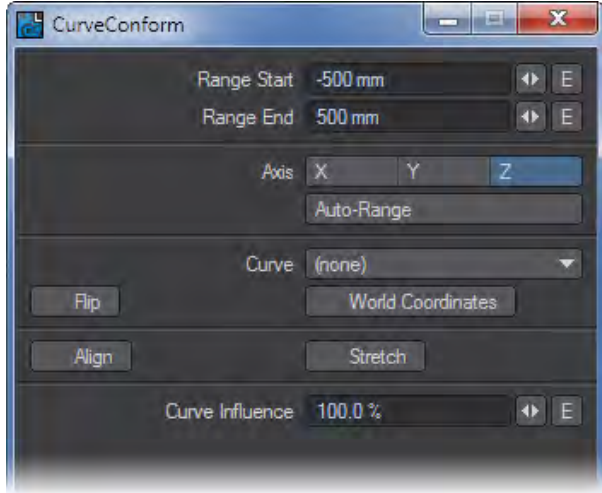 CurveConform
Range Start -500 mm E
Range End 500 mm E
Axis X Y Z
Auto-Range
Curve (none)
Flip World Coordinates
Align Stretch
Curve Influence 100.0 % E